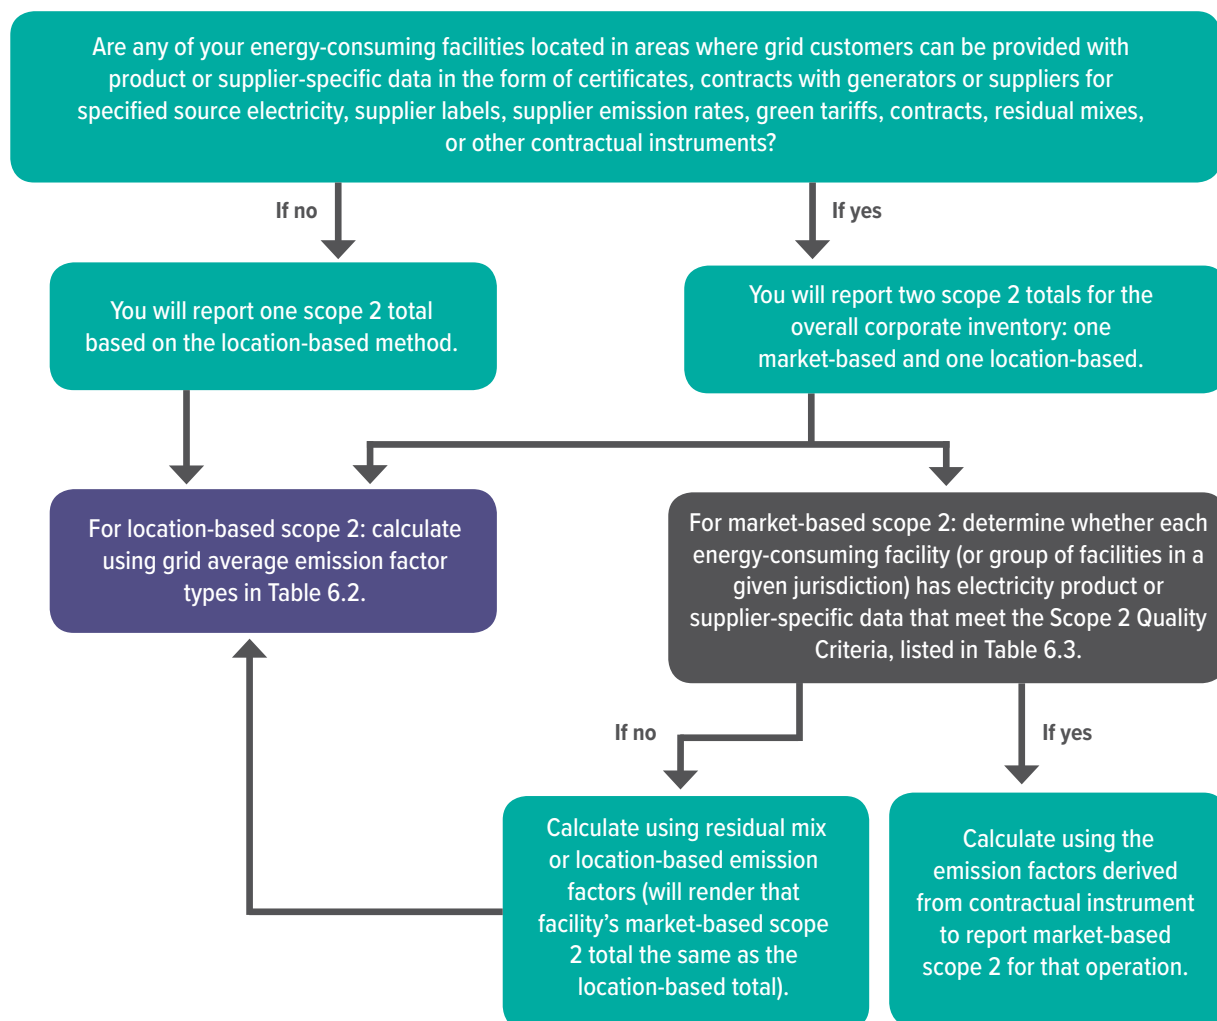 Are any of your energy-consuming facilities located in areas where grid customers can be provided with
product or supplier-specific data in the form of certificates, contracts with generators or suppliers for
specified source electricity, supplier labels, supplier emission rates, green tariffs, contracts, residual mixes,
or other contractual instruments?
If no
If yes
You will report one scope 2 total
based on the location-based method.
You will report two scope 2 totals for the
overall corporate inventory: one
market-based and one location-based.
For location-based scope 2: calculate
using grid average emission factor
types in Table 6.2.
For market-based scope 2: determine whether each
energy-consuming facility (or group of facilities in a
given jurisdiction) has electricity product or
supplier-specific data that meet the Scope 2 Quality
Criteria, listed in Table 6.3.
If no
If yes
Calculate using residual mix
or location-based emission
factors (will render that
facility’s market-based scope
2 total the same as the
location-based total).
Calculate using the
emission factors derived
from contractual instrument
to report market-based
scope 2 for that operation.